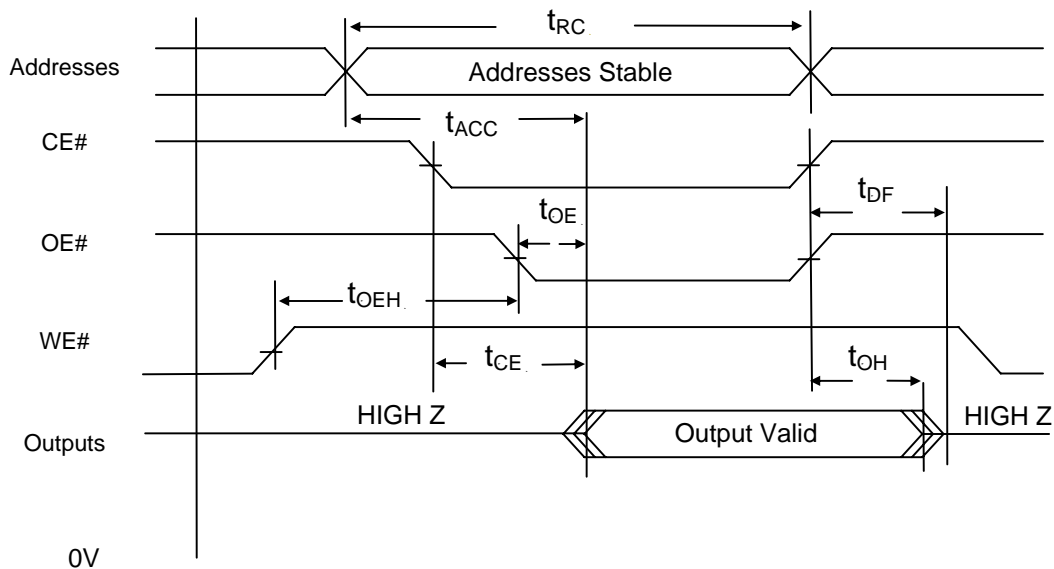 tRC
Addresses
Addresses Stable
tACC
CE#
tDF
tOE
OE#
tOEH
WE#
tCE
tOH
HIGH Z
HIGH Z
Output Valid
Outputs
0V